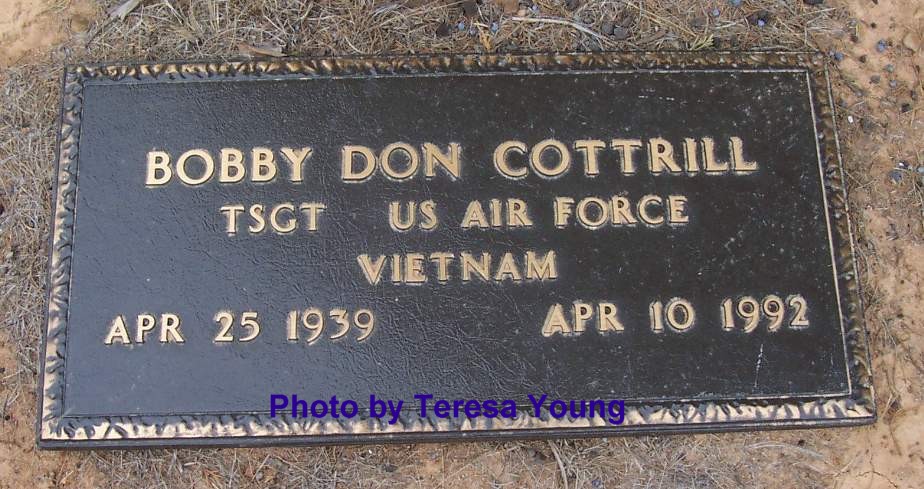 BOBBY DON COTTRILL
TSGT US AIR FORCE
VIETNAM
APR 25 1939 APR 10 1992
Photo by Teresa Young